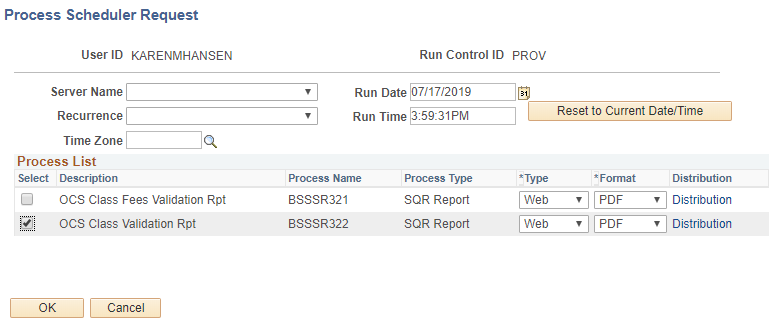 Process Scheduler Request
User ID KARENMHANSEN Run Control ID PROV
Server Name Run Date 07/17/2019 31
Recurrence Run Time 3:59:31PM Reset to Current Date/Time
Time Zone
Process List
Select Description Process Name Process Type *Type *Format Distribution
OCS Class Fees Validation Rpt BSSSR321 SQR Report Web PDF Distribution
OCS Class Validation Rpt BSSSR322 SQR Report Web PDF Distribution
OK Cancel